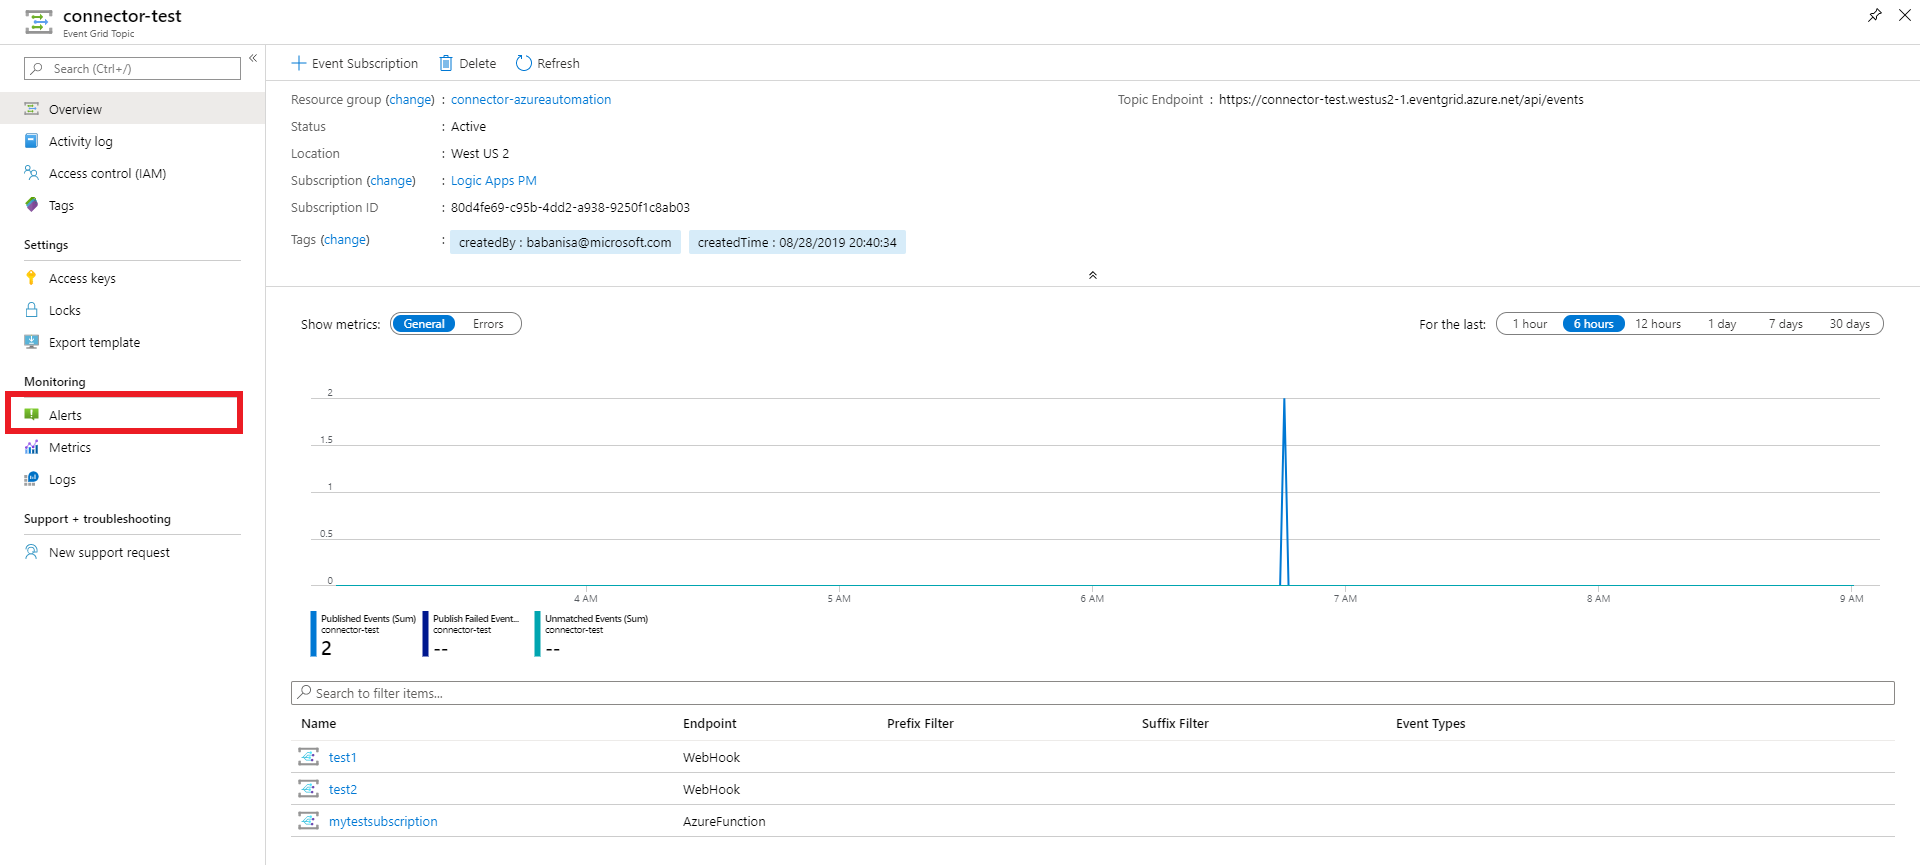 connector-test
Event Grid Topic
Search (Ctrl+/)
«
Overview
Activity log
Access control (IAM)
Tags
Settings
Access keys
Locks
Export template
Monitoring
Alerts
Metrics
Logs
Support + troubleshooting
New support request
Event Subscription Delete Refresh
Resource group (change) : connector-azureautomation
Status : Active
Location : West US 2
Subscription (change) : Logic Apps PM
Subscription ID : 80d4fe69-c95b-4dd2-a938-9250f1c8ab03
Tags (change) : createdBy : babanisa@microsoft.com createdTime : 08/28/2019 20:40:34
Topic Endpoint : https://connector-test.westus2-1.eventgrid.azure.net/api/events
Show metrics: General Errors
For the last: 1 hour 6 hours 12 hours 1 day 7 days 30 days
2
1.5
1
0.5
0
4 AM 5 AM 6 AM 7 AM 8 AM 9 AM
Published Events (Sum)
connector-test
2
Publish Failed Event...
connector-test
--
Unmatched Events (Sum)
connector-test
--
Search to filter items...
Name Endpoint Prefix Filter Suffix Filter Event Types
test1 WebHook
test2 WebHook
mytestsubscription AzureFunction